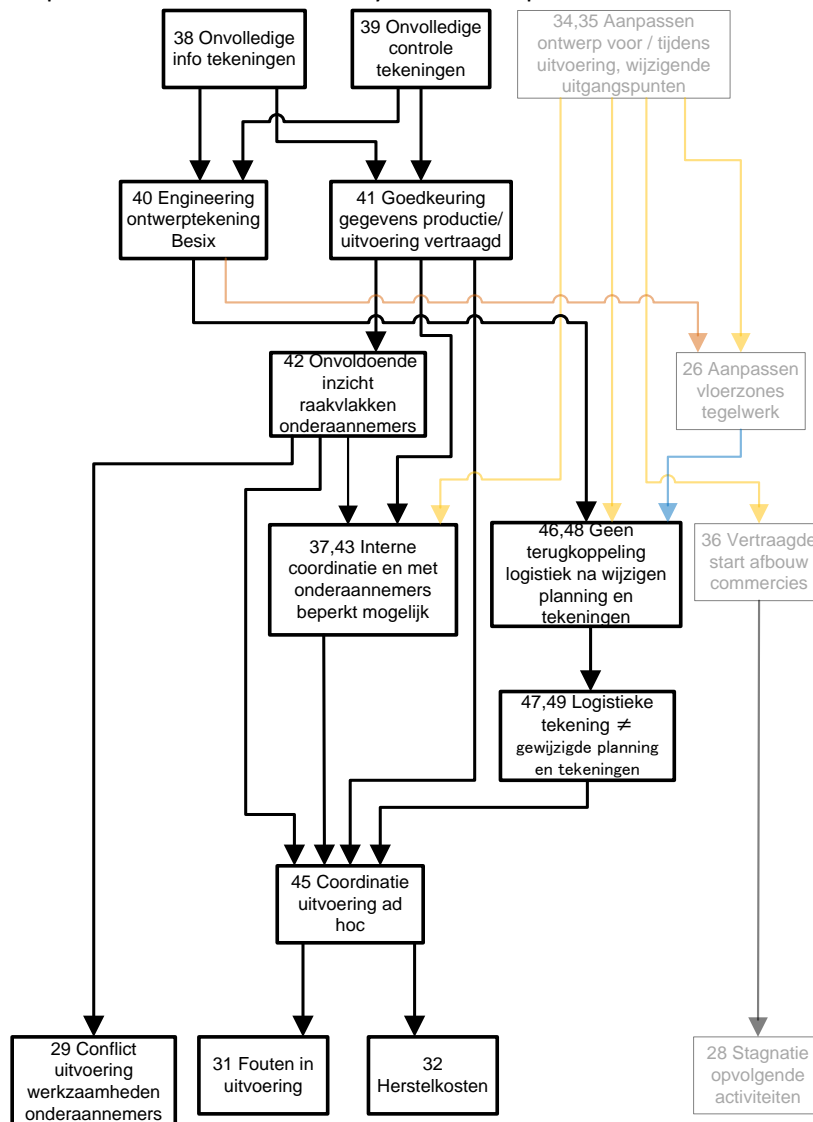 38 Onvolledige
info tekeningen
39 Onvolledige
controle
tekeningen
34,35 Aanpassen
ontwerp voor / tijdens
uitvoering, wijzigende
uitgangspunten
40 Engineering
ontwerptekening
Besix
41 Goedkeuring
gegevens productie/
uitvoering vertraagd
42 Onvoldoende
inzicht
raakvlakken
onderaannemers
26 Aanpassen
vloerzones
tegelwerk
37,43 Interne
coordinatie en met
onderaannemers
beperkt mogelijk
46,48 Geen
terugkoppeling
logistiek na wijzigen
planning en
tekeningen
36 Vertraagde
start afbouw
commercies
47,49 Logistieke
tekening ≠
gewijzigde planning
en tekeningen
45 Coordinatie
uitvoering ad
hoc
29 Conflict
uitvoering
werkzaamheden
onderaannemers
31 Fouten in
uitvoering
32
Herstelkosten
28 Stagnatie
opvolgende
activiteiten